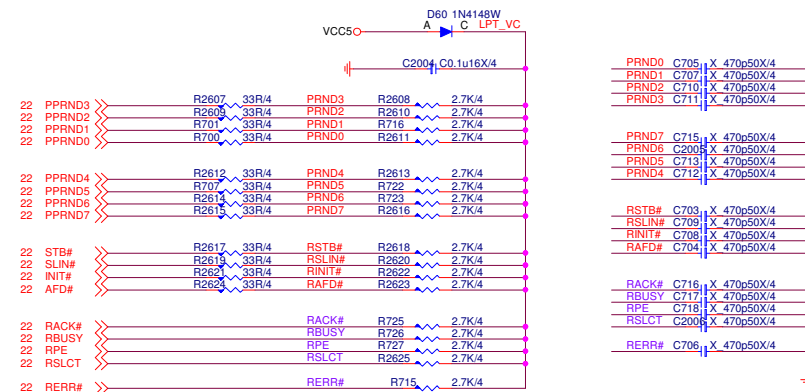 D60 1N4148W
VCC5 A C LPT_VC
C2004 C0.1u16X/4
PRND0 C705 X_470p50X/4
PRND1 C707 X_470p50X/4
PRND2 C710 X_470p50X/4
PRND3 C711 X_470p50X/4
22 PPRND3 R2607 33R/4 PRND3 R2608 2.7K/4
22 PPRND2 R2609 33R/4 PRND2 R2610 2.7K/4
22 PPRND1 R701 33R/4 PRND1 R716 2.7K/4
22 PPRND0 R700 33R/4 PRND0 R2611 2.7K/4
PRND7 C715 X_470p50X/4
PRND6 C2005 X_470p50X/4
PRND5 C713 X_470p50X/4
PRND4 C712 X_470p50X/4
22 PPRND4 R2612 33R/4 PRND4 R2613 2.7K/4
22 PPRND5 R707 33R/4 PRND5 R722 2.7K/4
22 PPRND6 R2614 33R/4 PRND6 R723 2.7K/4
22 PPRND7 R2615 33R/4 PRND7 R2616 2.7K/4
RSTB# C703 X_470p50X/4
RSLIN# C709 X_470p50X/4
RINIT# C708 X_470p50X/4
RAFD# C704 X_470p50X/4
22 STB# R2617 33R/4 RSTB# R2618 2.7K/4
22 SLIN# R2619 33R/4 RSLIN# R2620 2.7K/4
22 INIT# R2621 33R/4 RINIT# R2622 2.7K/4
22 AFD# R2624 33R/4 RAFD# R2623 2.7K/4
RACK# C716 X_470p50X/4
RBUSY C717 X_470p50X/4
RPE C718 X_470p50X/4
RSLCT C2006 X_470p50X/4
22 RACK# RACK# R725 2.7K/4
22 RBUSY RBUSY R726 2.7K/4
22 RPE RPE R727 2.7K/4
22 RSLCT RSLCT R2625 2.7K/4
RERR# C706 X_470p50X/4
22 RERR# RERR# R715 2.7K/4